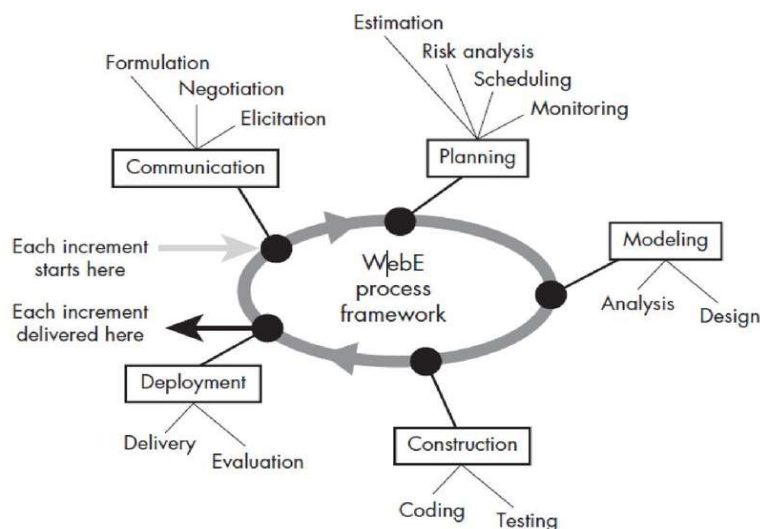 Estimation
Risk analysis
Scheduling
Monitoring
Planning
Formulation
Negotiation
Elicitation
Communication
Each increment
starts here
WebE
process
framework
Modeling
Analysis
Design
Each increment
delivered here
Deployment
Delivery
Evaluation
Construction
Coding
Testing